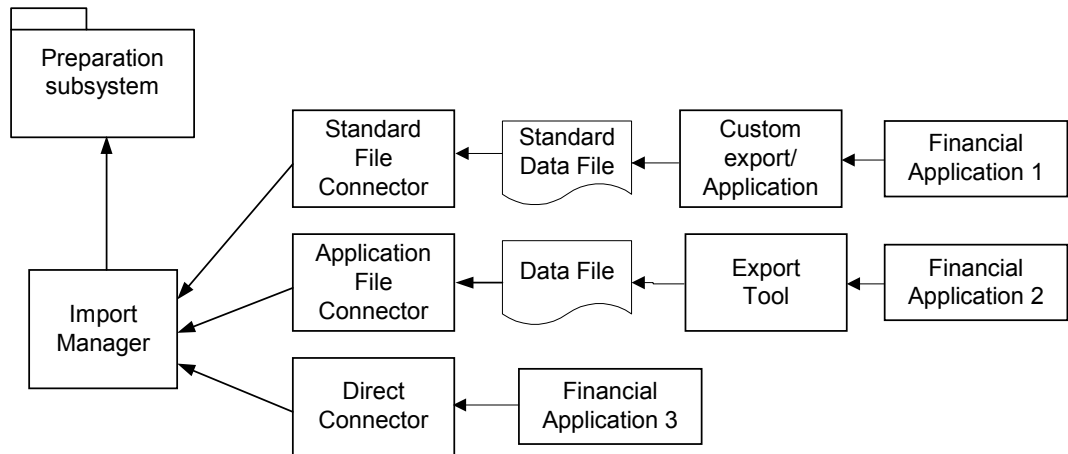 Preparation
subsystem
Standard
File
Connector
Standard
Data File
Custom
export/
Application
Financial
Application 1
Application
File
Connector
Data File
Export
Tool
Financial
Application 2
Import
Manager
Direct
Connector
Financial
Application 3